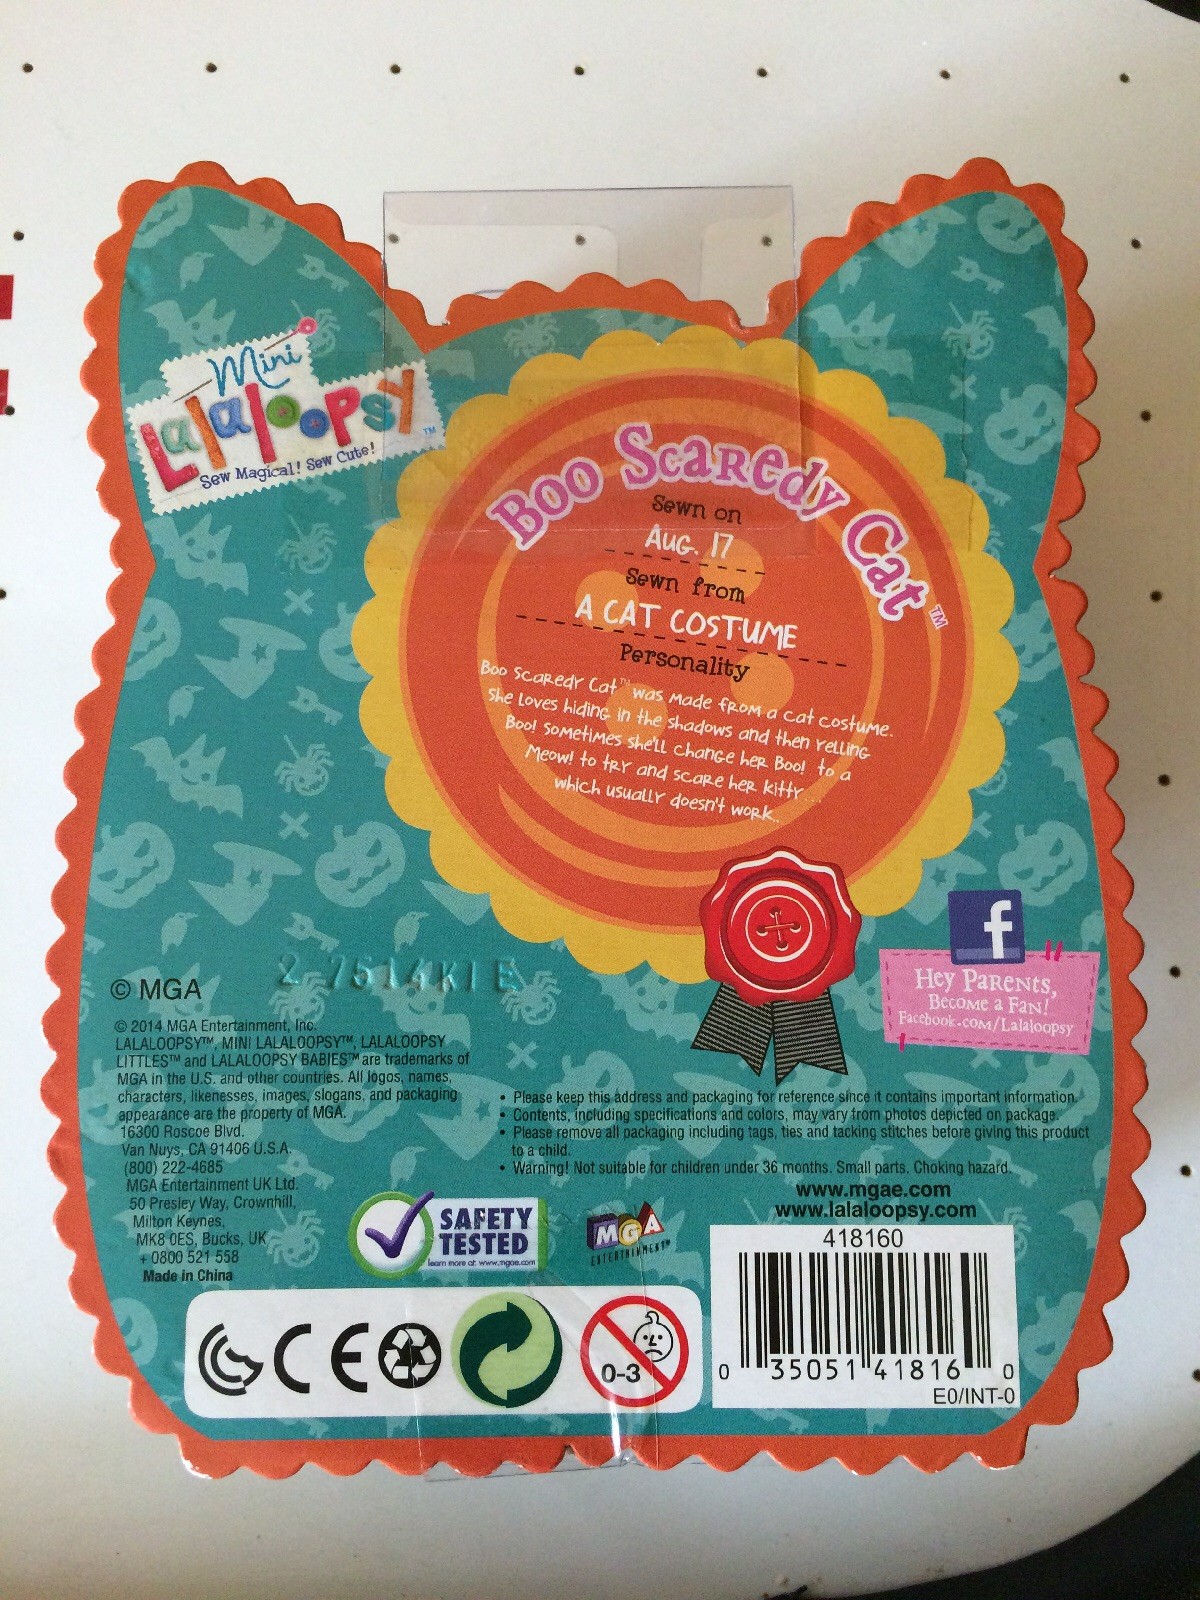 Mini
Lalaloopsy™
Sew Magical! Sew Cute!
Boo Scaredy Cat™
Sewn on
Aug. 17
Sewn from
A CAT COSTUME
Personality
Boo Scaredy Cat™ was made from a cat costume.
She loves hiding in the shadows and then yelling
Boo! Sometimes she'll change her Boo! to a
Meow! to try and scare her kitty...
which usually doesn't work..
f
Hey Parents,
Become a Fan!
Facebook.com/Lalaloopsy
© MGA
© 2014 MGA Entertainment, Inc.
LALALOOPSY™, MINI LALALOOPSY™, LALALOOPSY
LITTLES™ and LALALOOPSY BABIES™ are trademarks of
MGA in the U.S. and other countries. All logos, names,
characters, likenesses, images, slogans, and packaging
appearance are the property of MGA.
16300 Roscoe Blvd.
Van Nuys, CA 91406 U.S.A.
(800) 222-4685
MGA Entertainment UK Ltd.
50 Presley Way, Crownhill,
Milton Keynes,
MK8 0ES, Bucks, UK
+ 0800 521 558
Made in China
• Please keep this address and packaging for reference since it contains important information.
• Contents, including specifications and colors, may vary from photos depicted on package.
• Please remove all packaging including tags, ties and tacking stitches before giving this product
to a child.
• Warning! Not suitable for children under 36 months. Small parts. Choking hazard.
www.mgae.com
www.lalaloopsy.com
SAFETY
TESTED
learn more at: www.mgae.com
MGA
ENTERTAINMENT™
CE
0-3
418160
0 35051 41816 0
E0/INT-0